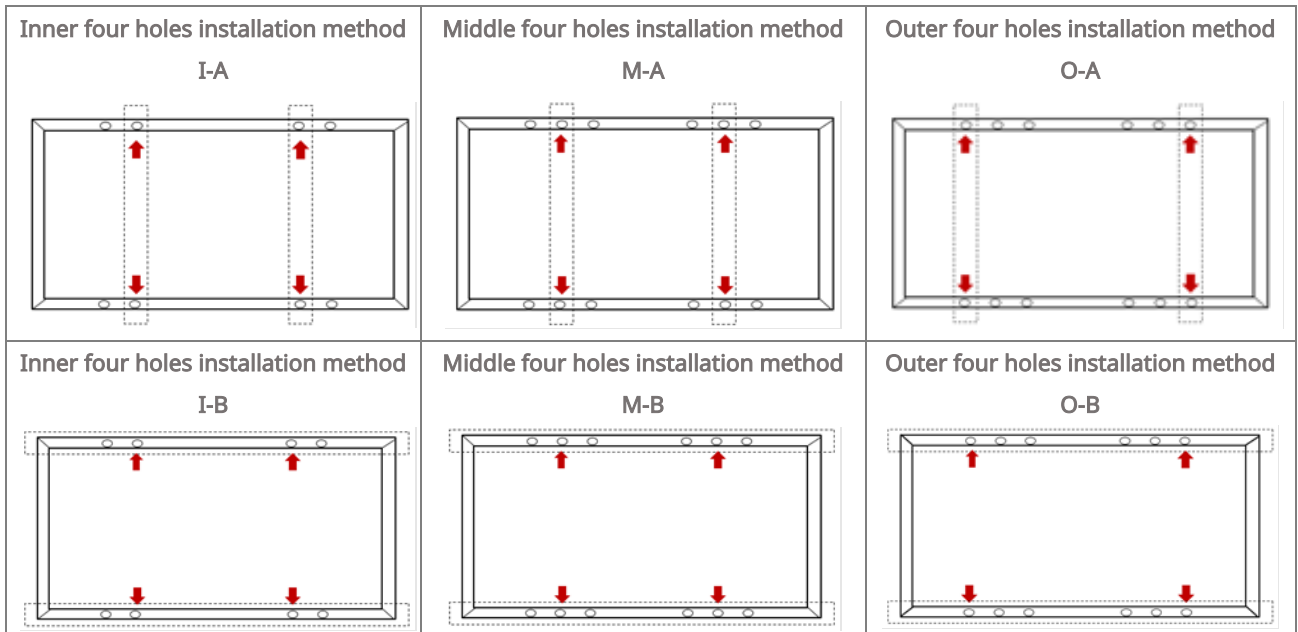 Inner four holes installation method
I-A
Middle four holes installation method
M-A
Outer four holes installation method
O-A
Inner four holes installation method
I-B
Middle four holes installation method
M-B
Outer four holes installation method
O-B